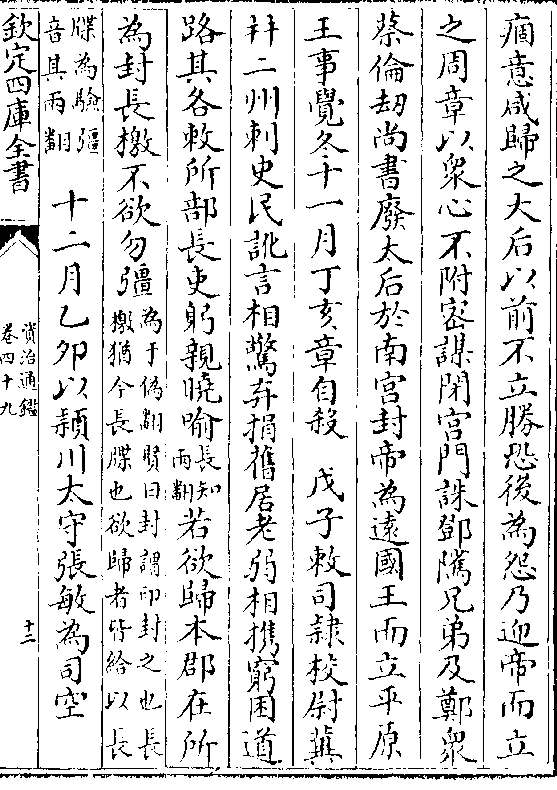 痼意咸歸之大后以前不立勝恐後為怨乃迎帝而立
之周章以衆心不附密謀閉宮門誅鄧隲兄弟及鄭衆
蔡倫刼尚書廢太后於南宮封帝為遠國王而立平原
王事覺冬十一月丁亥章自殺　戊子敕司隸校尉冀
幷二州刺史民訛言相驚弃捐舊居老弱相携窮困道
路其各敕所部長吏躬親曉喻長知
兩翻若欲歸本郡在所
為封長檄不欲勿彊為于偽翻賢曰封謂印封之也長
檄猶今長牒也欲歸者皆給以長
牒為驗彊
音其兩翻　十二月乙卯以潁川太守張敏為司空
欽定四庫全書
資治通鑑
卷四十九
十二